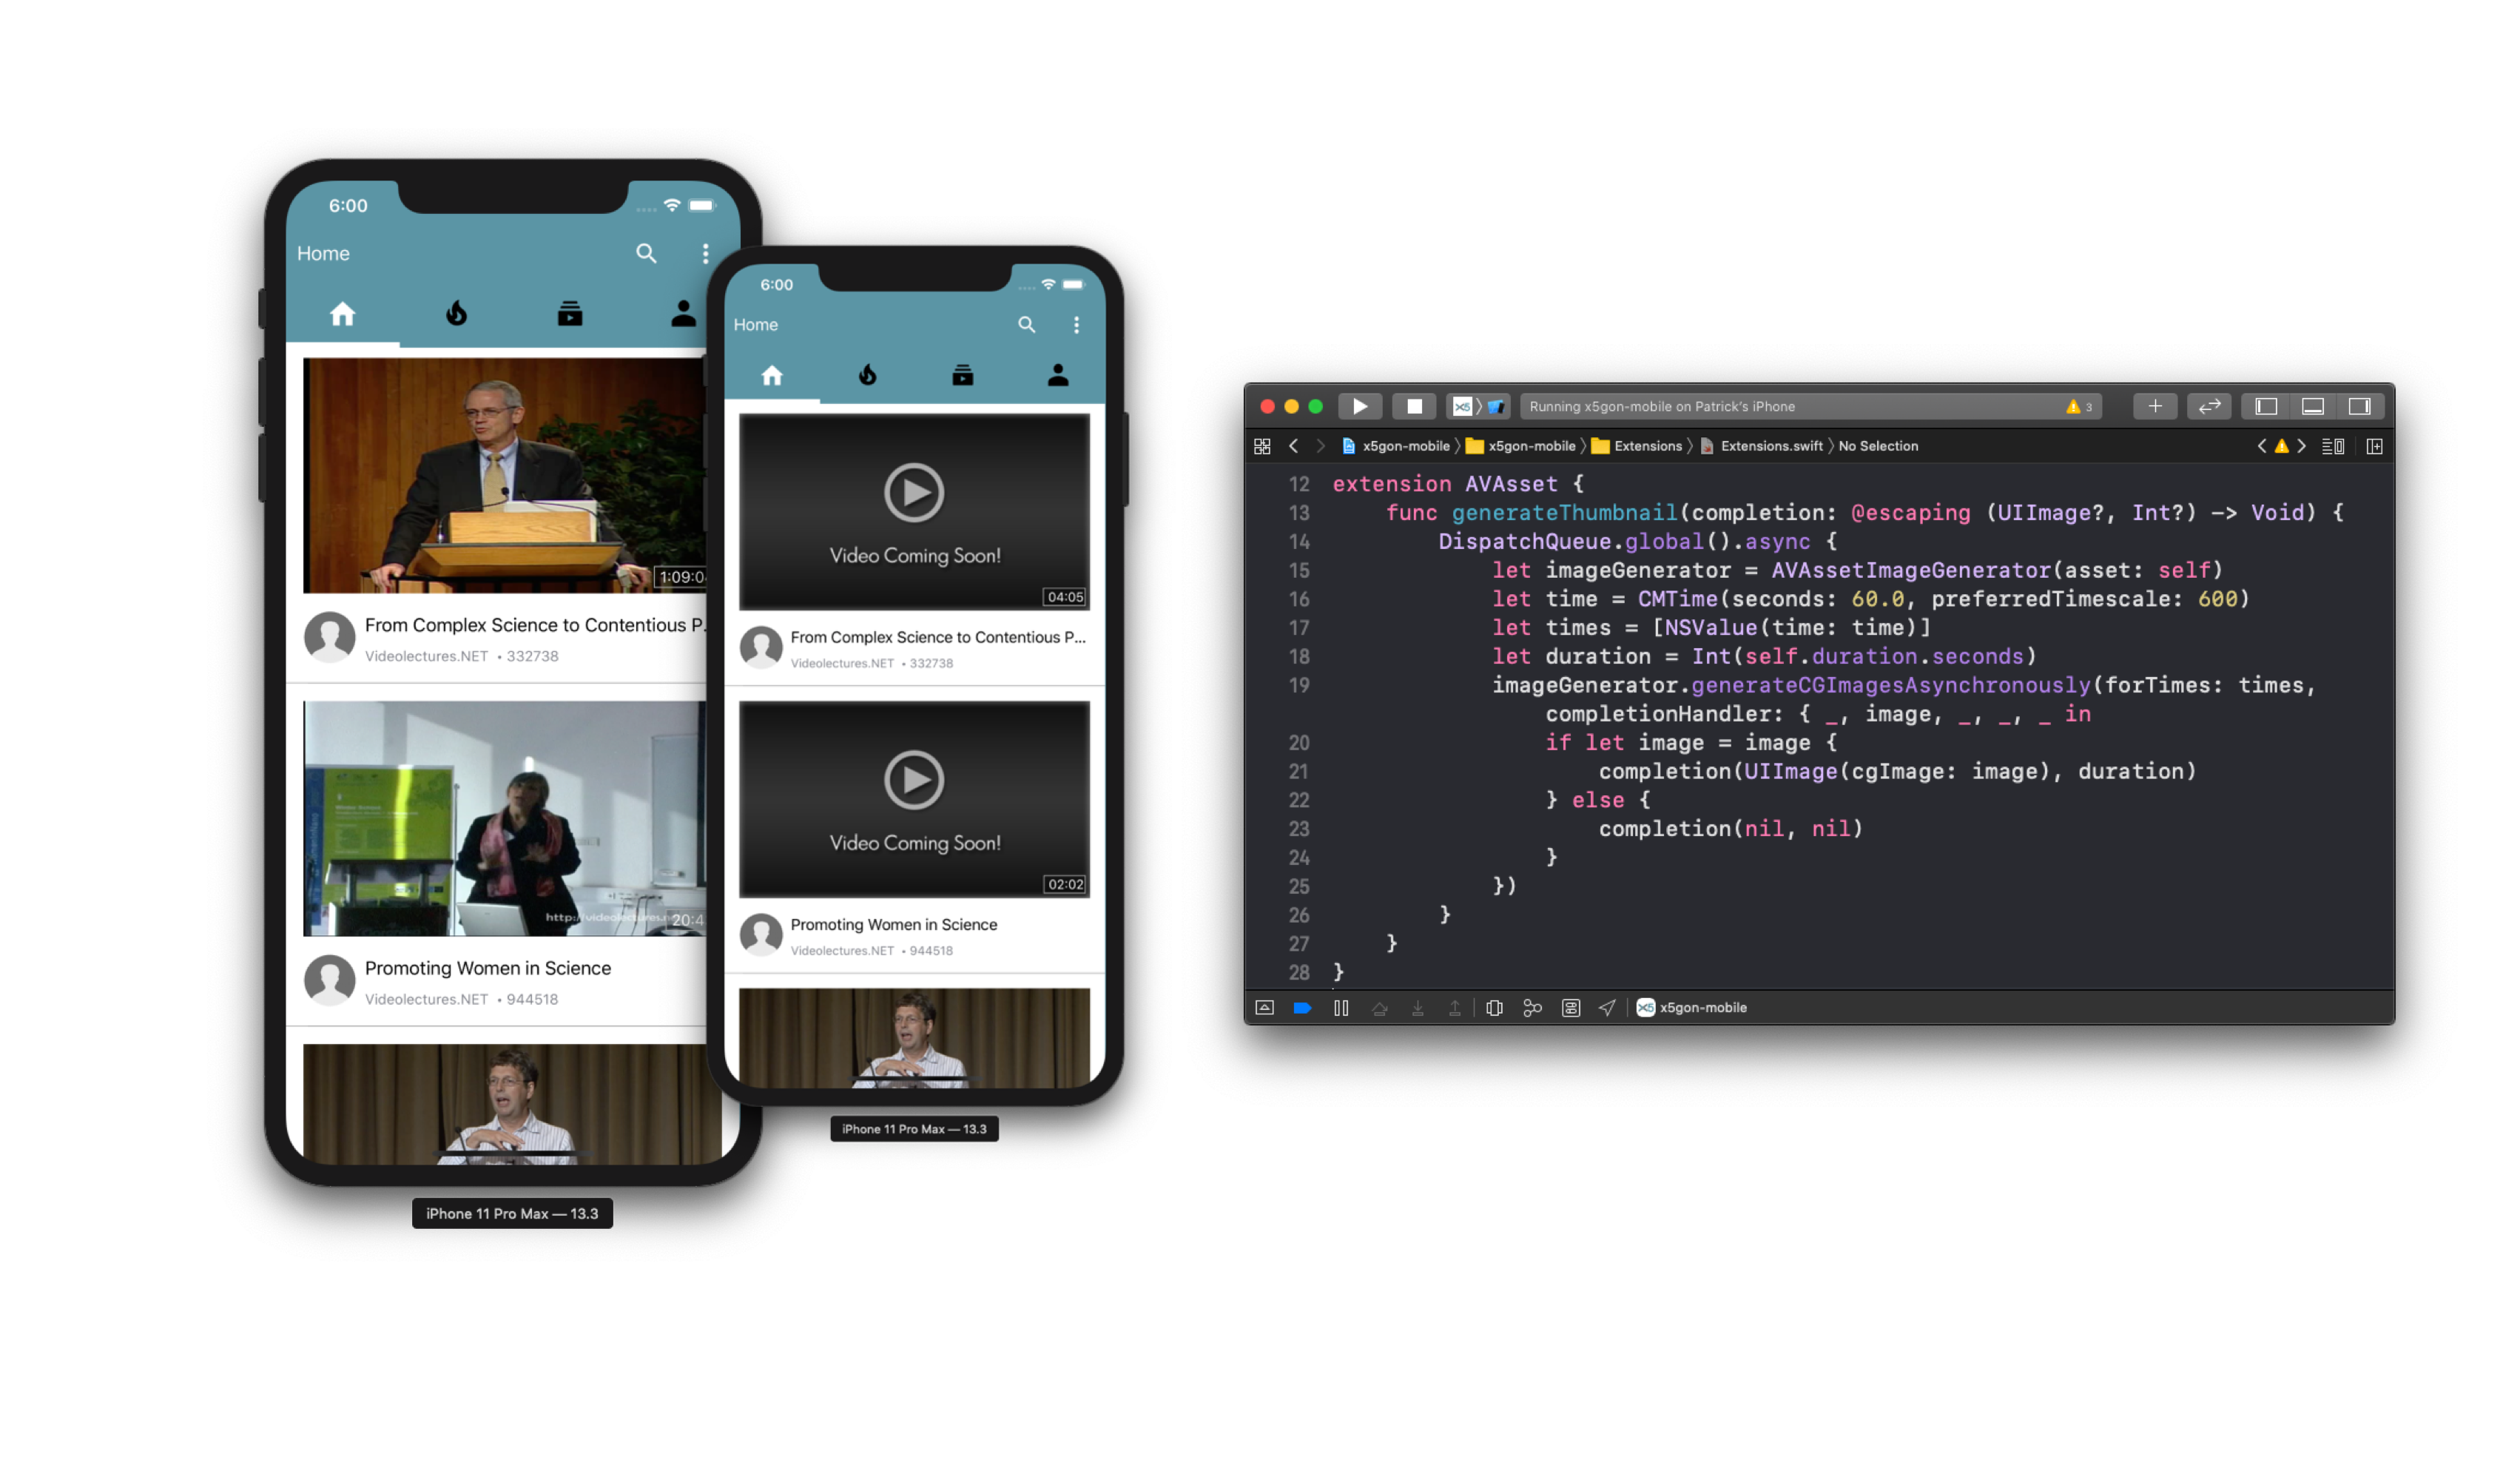 6:00
Home
1:09:0
From Complex Science to Contentious P...
Videolectures.NET • 332738
http://videolectures.n
20:4
Promoting Women in Science
Videolectures.NET • 944518
iPhone 11 Pro Max — 13.3
6:00
Home
Video Coming Soon!
04:05
From Complex Science to Contentious P...
Videolectures.NET • 332738
Video Coming Soon!
02:02
Promoting Women in Science
Videolectures.NET • 944518
iPhone 11 Pro Max — 13.3
X5 Running x5gon-mobile on Patrick's iPhone 3
x5gon-mobile 〉 x5gon-mobile 〉 Extensions 〉 Extensions.swift 〉 No Selection
12 extension AVAsset {
13 func generateThumbnail(completion: @escaping (UIImage?, Int?) -> Void) {
14 DispatchQueue.global().async {
15 let imageGenerator = AVAssetImageGenerator(asset: self)
16 let time = CMTime(seconds: 60.0, preferredTimescale: 600)
17 let times = [NSValue(time: time)]
18 let duration = Int(self.duration.seconds)
19 imageGenerator.generateCGImagesAsynchronously(forTimes: times,
completionHandler: { _, image, _, _, _ in
20 if let image = image {
21 completion(UIImage(cgImage: image), duration)
22 } else {
23 completion(nil, nil)
24 }
25 })
26 }
27 }
28 }
X5 x5gon-mobile